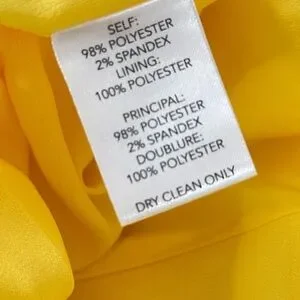 SELF:
98% POLYESTER
2% SPANDEX
LINING:
100% POLYESTER
PRINCIPAL:
98% POLYESTER
2% SPANDEX
DOUBLURE:
100% POLYESTER
DRY CLEAN ONLY